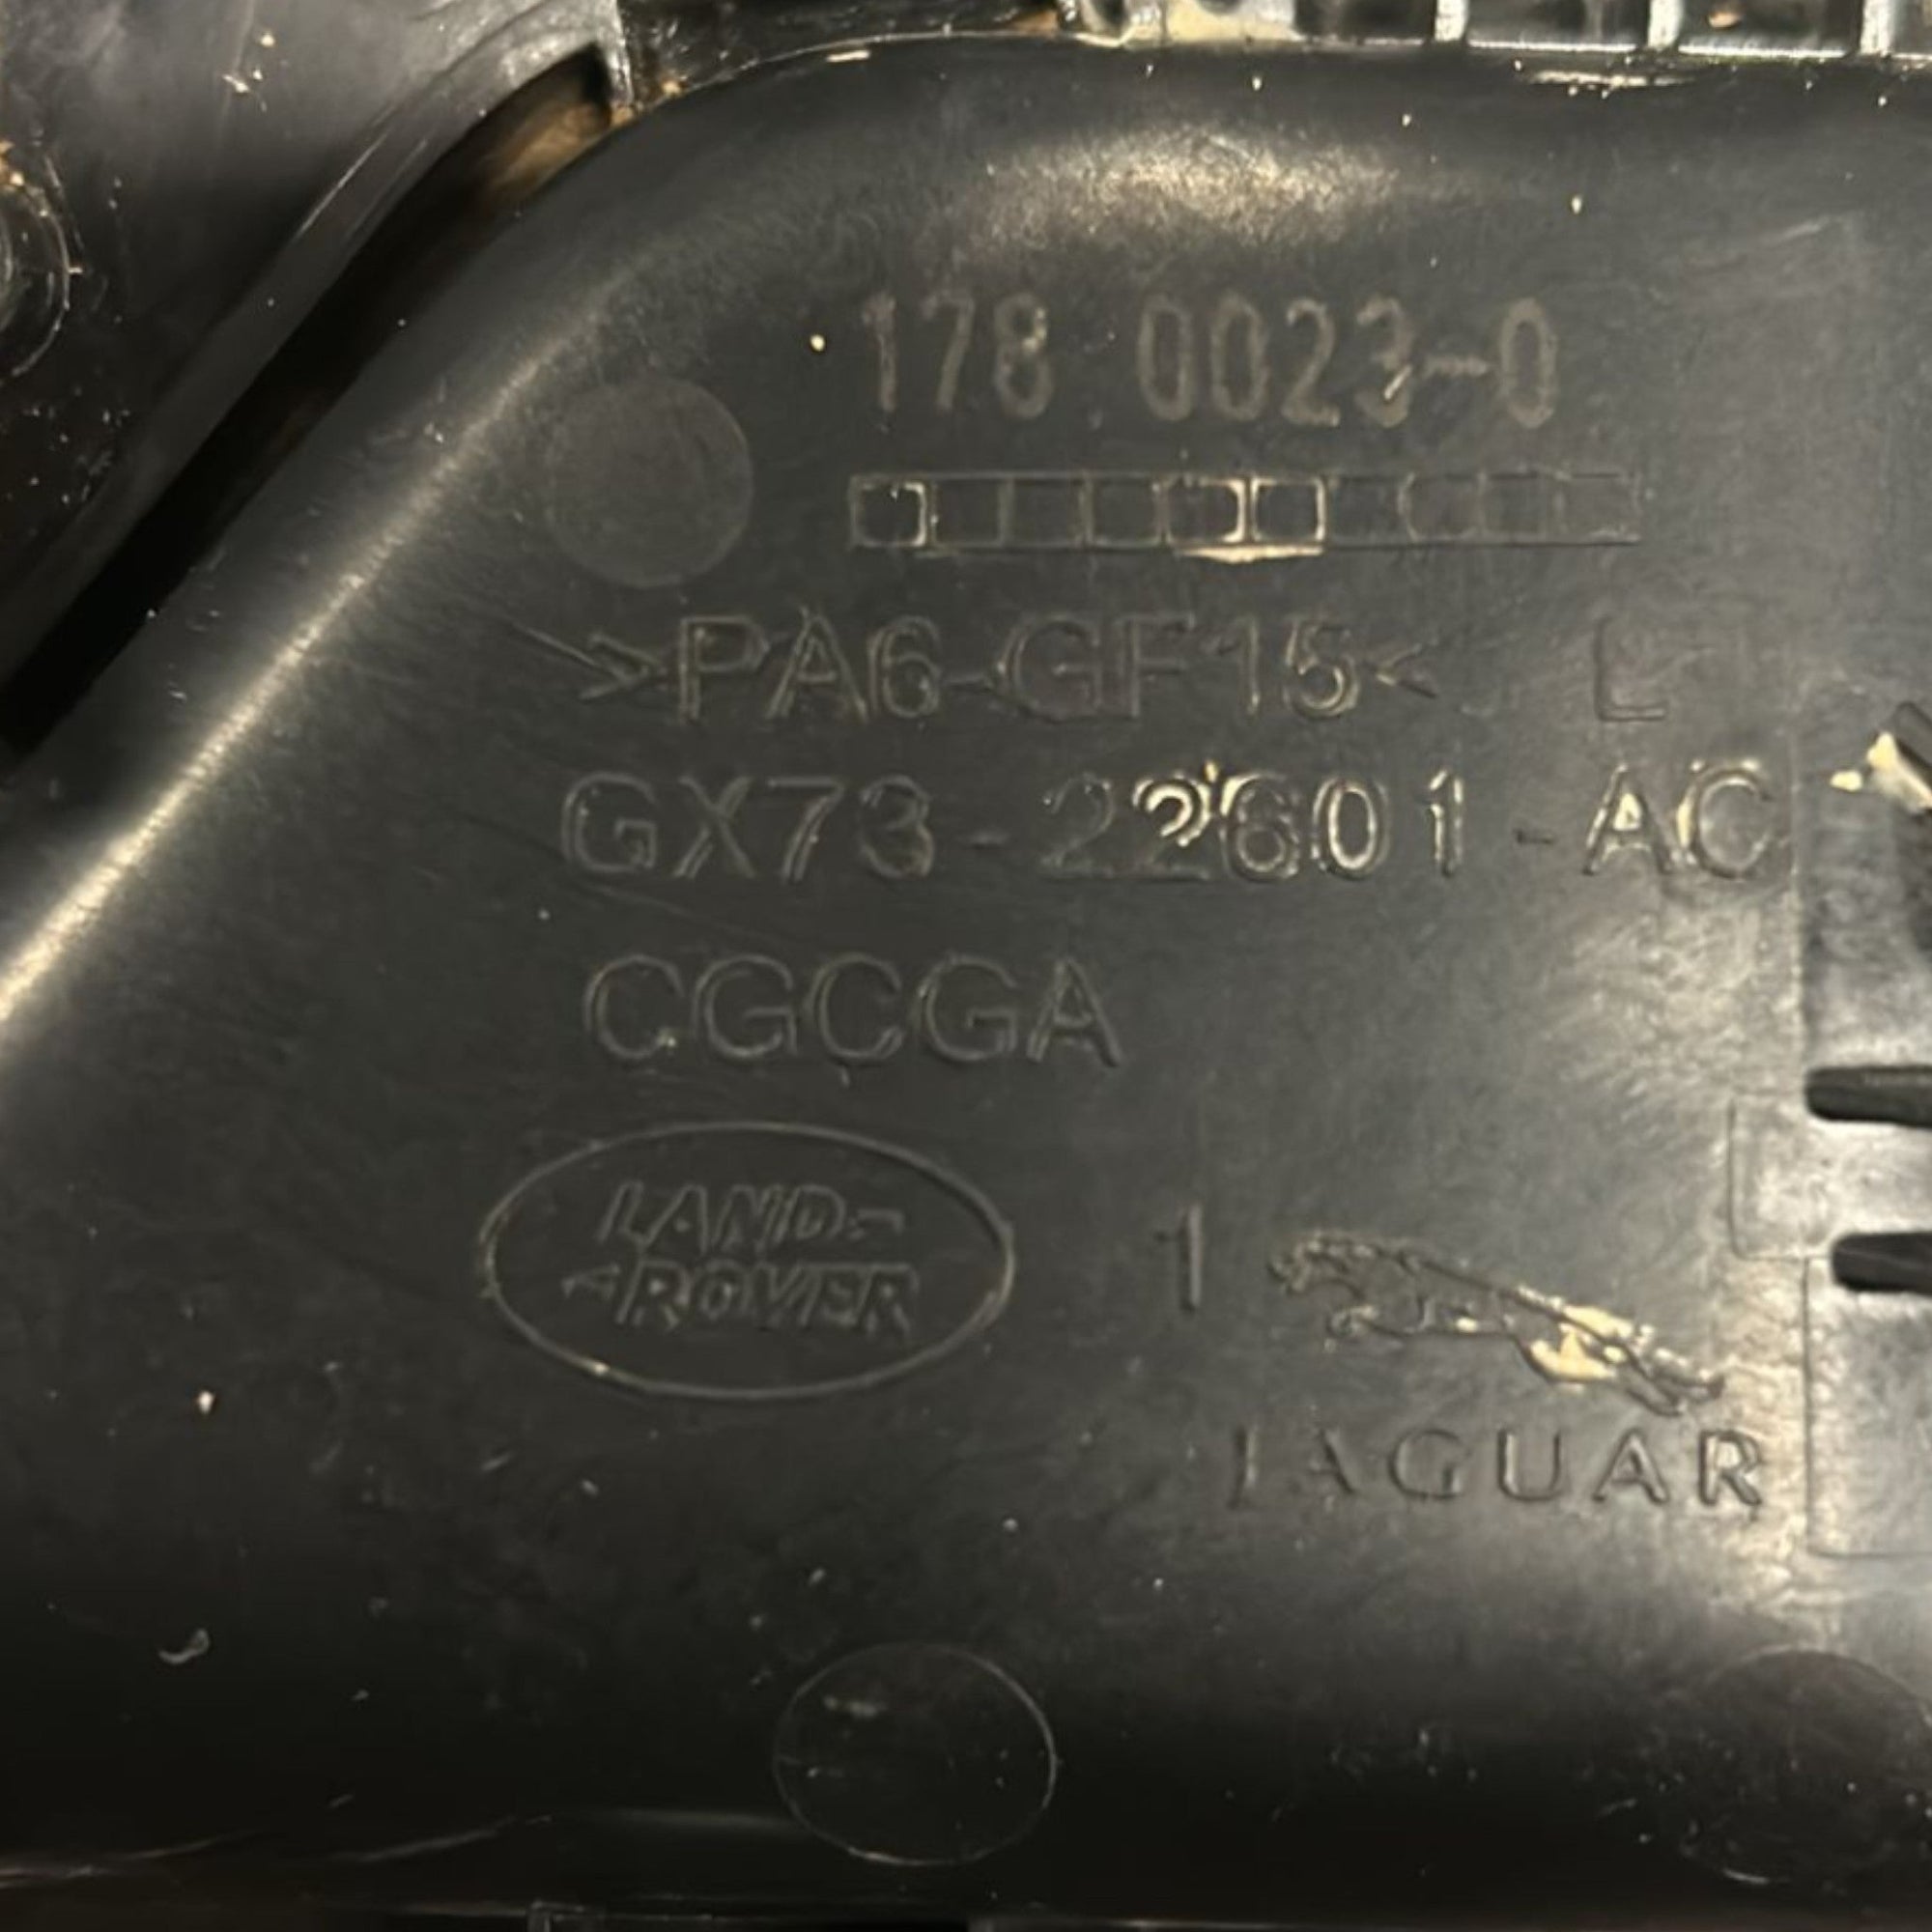 178 0023-0
>PA6-GF15< L
GX73-22601-AC
CGCGA
LAND-
-ROVER
1
JAGUAR